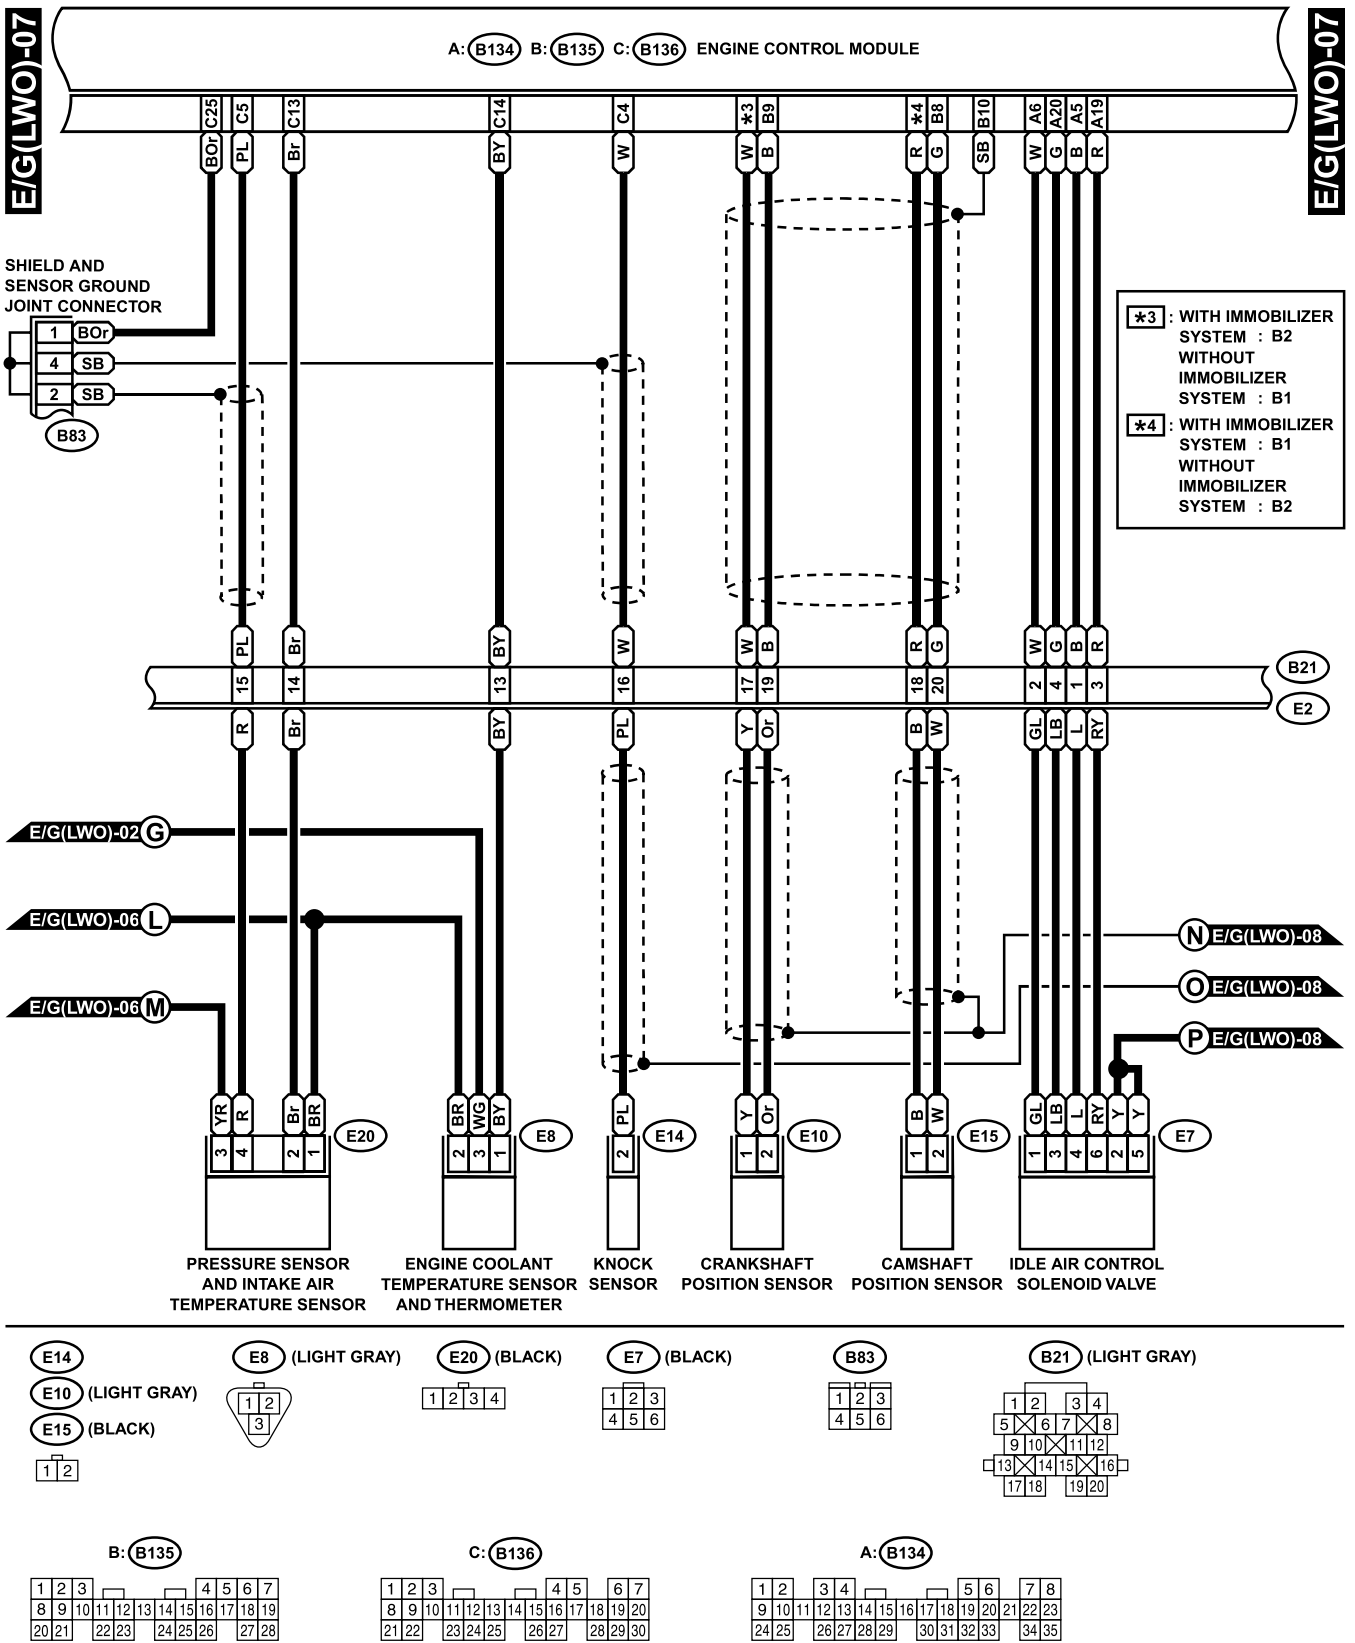 E/G(LWO)-07
A: B134 B: B135 C: B136 ENGINE CONTROL MODULE
E/G(LWO)-07
C25 C5 C13 C14 C4 *3 B9 *4 B8 B10 A6 A20 A5 A19
BOr PL Br BY W W B R G SB W G B R
SHIELD AND
SENSOR GROUND
JOINT CONNECTOR
1 BOr
4 SB
2 SB
B83
*3 : WITH IMMOBILIZER
SYSTEM : B2
WITHOUT
IMMOBILIZER
SYSTEM : B1
*4 : WITH IMMOBILIZER
SYSTEM : B1
WITHOUT
IMMOBILIZER
SYSTEM : B2
PL Br BY W W B R G W G B R
15 14 13 16 17 19 18 20 2 4 1 3
B21
E2
R Br BY PL Y Or B W GL LB L RY
E/G(LWO)-02 G
E/G(LWO)-06 L
N E/G(LWO)-08
O E/G(LWO)-08
E/G(LWO)-06 M
P E/G(LWO)-08
YR R Br BR BR WG BY PL Y Or B W GL LB L RY Y Y
E20 E8 E14 E10 E15 E7
3 4 2 1 2 3 1 2 1 2 1 2 1 3 4 6 2 5
PRESSURE SENSOR
AND INTAKE AIR
TEMPERATURE SENSOR
ENGINE COOLANT
TEMPERATURE SENSOR
AND THERMOMETER
KNOCK
SENSOR
CRANKSHAFT
POSITION SENSOR
CAMSHAFT
POSITION SENSOR
IDLE AIR CONTROL
SOLENOID VALVE
E14
E10 (LIGHT GRAY)
E15 (BLACK)
1 2
E8 (LIGHT GRAY)
1 2
3
E20 (BLACK)
1 2 3 4
E7 (BLACK)
1 2 3
4 5 6
B83
1 2 3
4 5 6
B21 (LIGHT GRAY)
1 2 3 4
5 6 7 8
9 10 11 12
13 14 15 16
17 18 19 20
B: B135
1 2 3 4 5 6 7
8 9 10 11 12 13 14 15 16 17 18 19
20 21 22 23 24 25 26 27 28
C: B136
1 2 3 4 5 6 7
8 9 10 11 12 13 14 15 16 17 18 19 20
21 22 23 24 25 26 27 28 29 30
A: B134
1 2 3 4 5 6 7 8
9 10 11 12 13 14 15 16 17 18 19 20 21 22 23
24 25 26 27 28 29 30 31 32 33 34 35